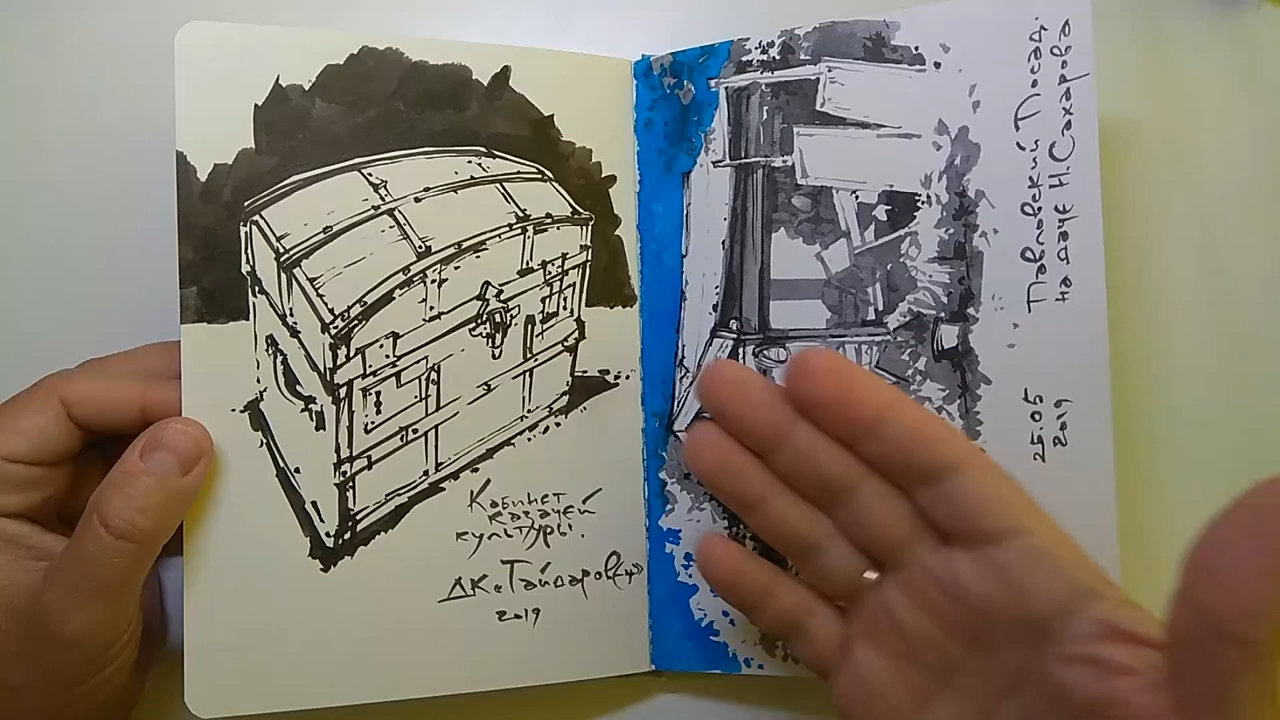 Кабинет
казачей
культуры.
ДК «Гайдаровец»
2019
Павловский Посад.
на даче Н. Сахарова
25.05
2019